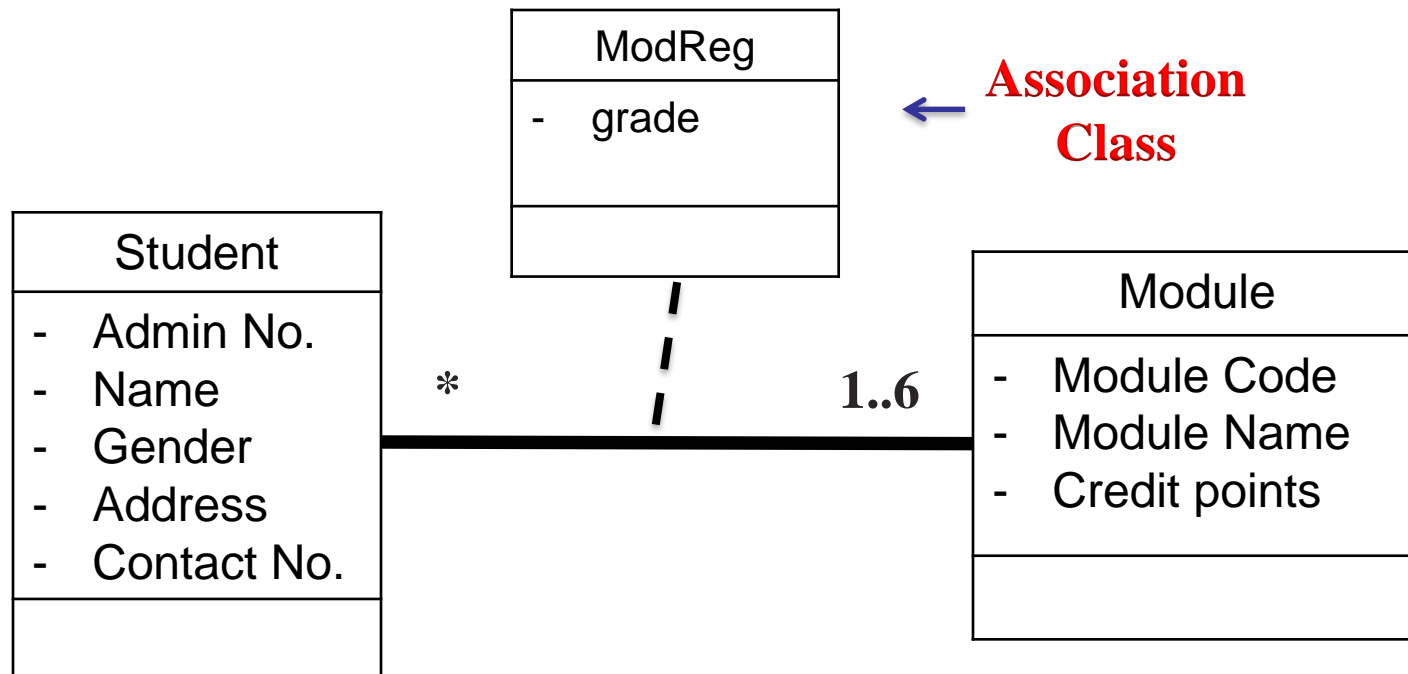 ModReg
- grade
Association
Class
Student
- Admin No.
- Name
- Gender
- Address
- Contact No.
*
1..6
Module
- Module Code
- Module Name
- Credit points